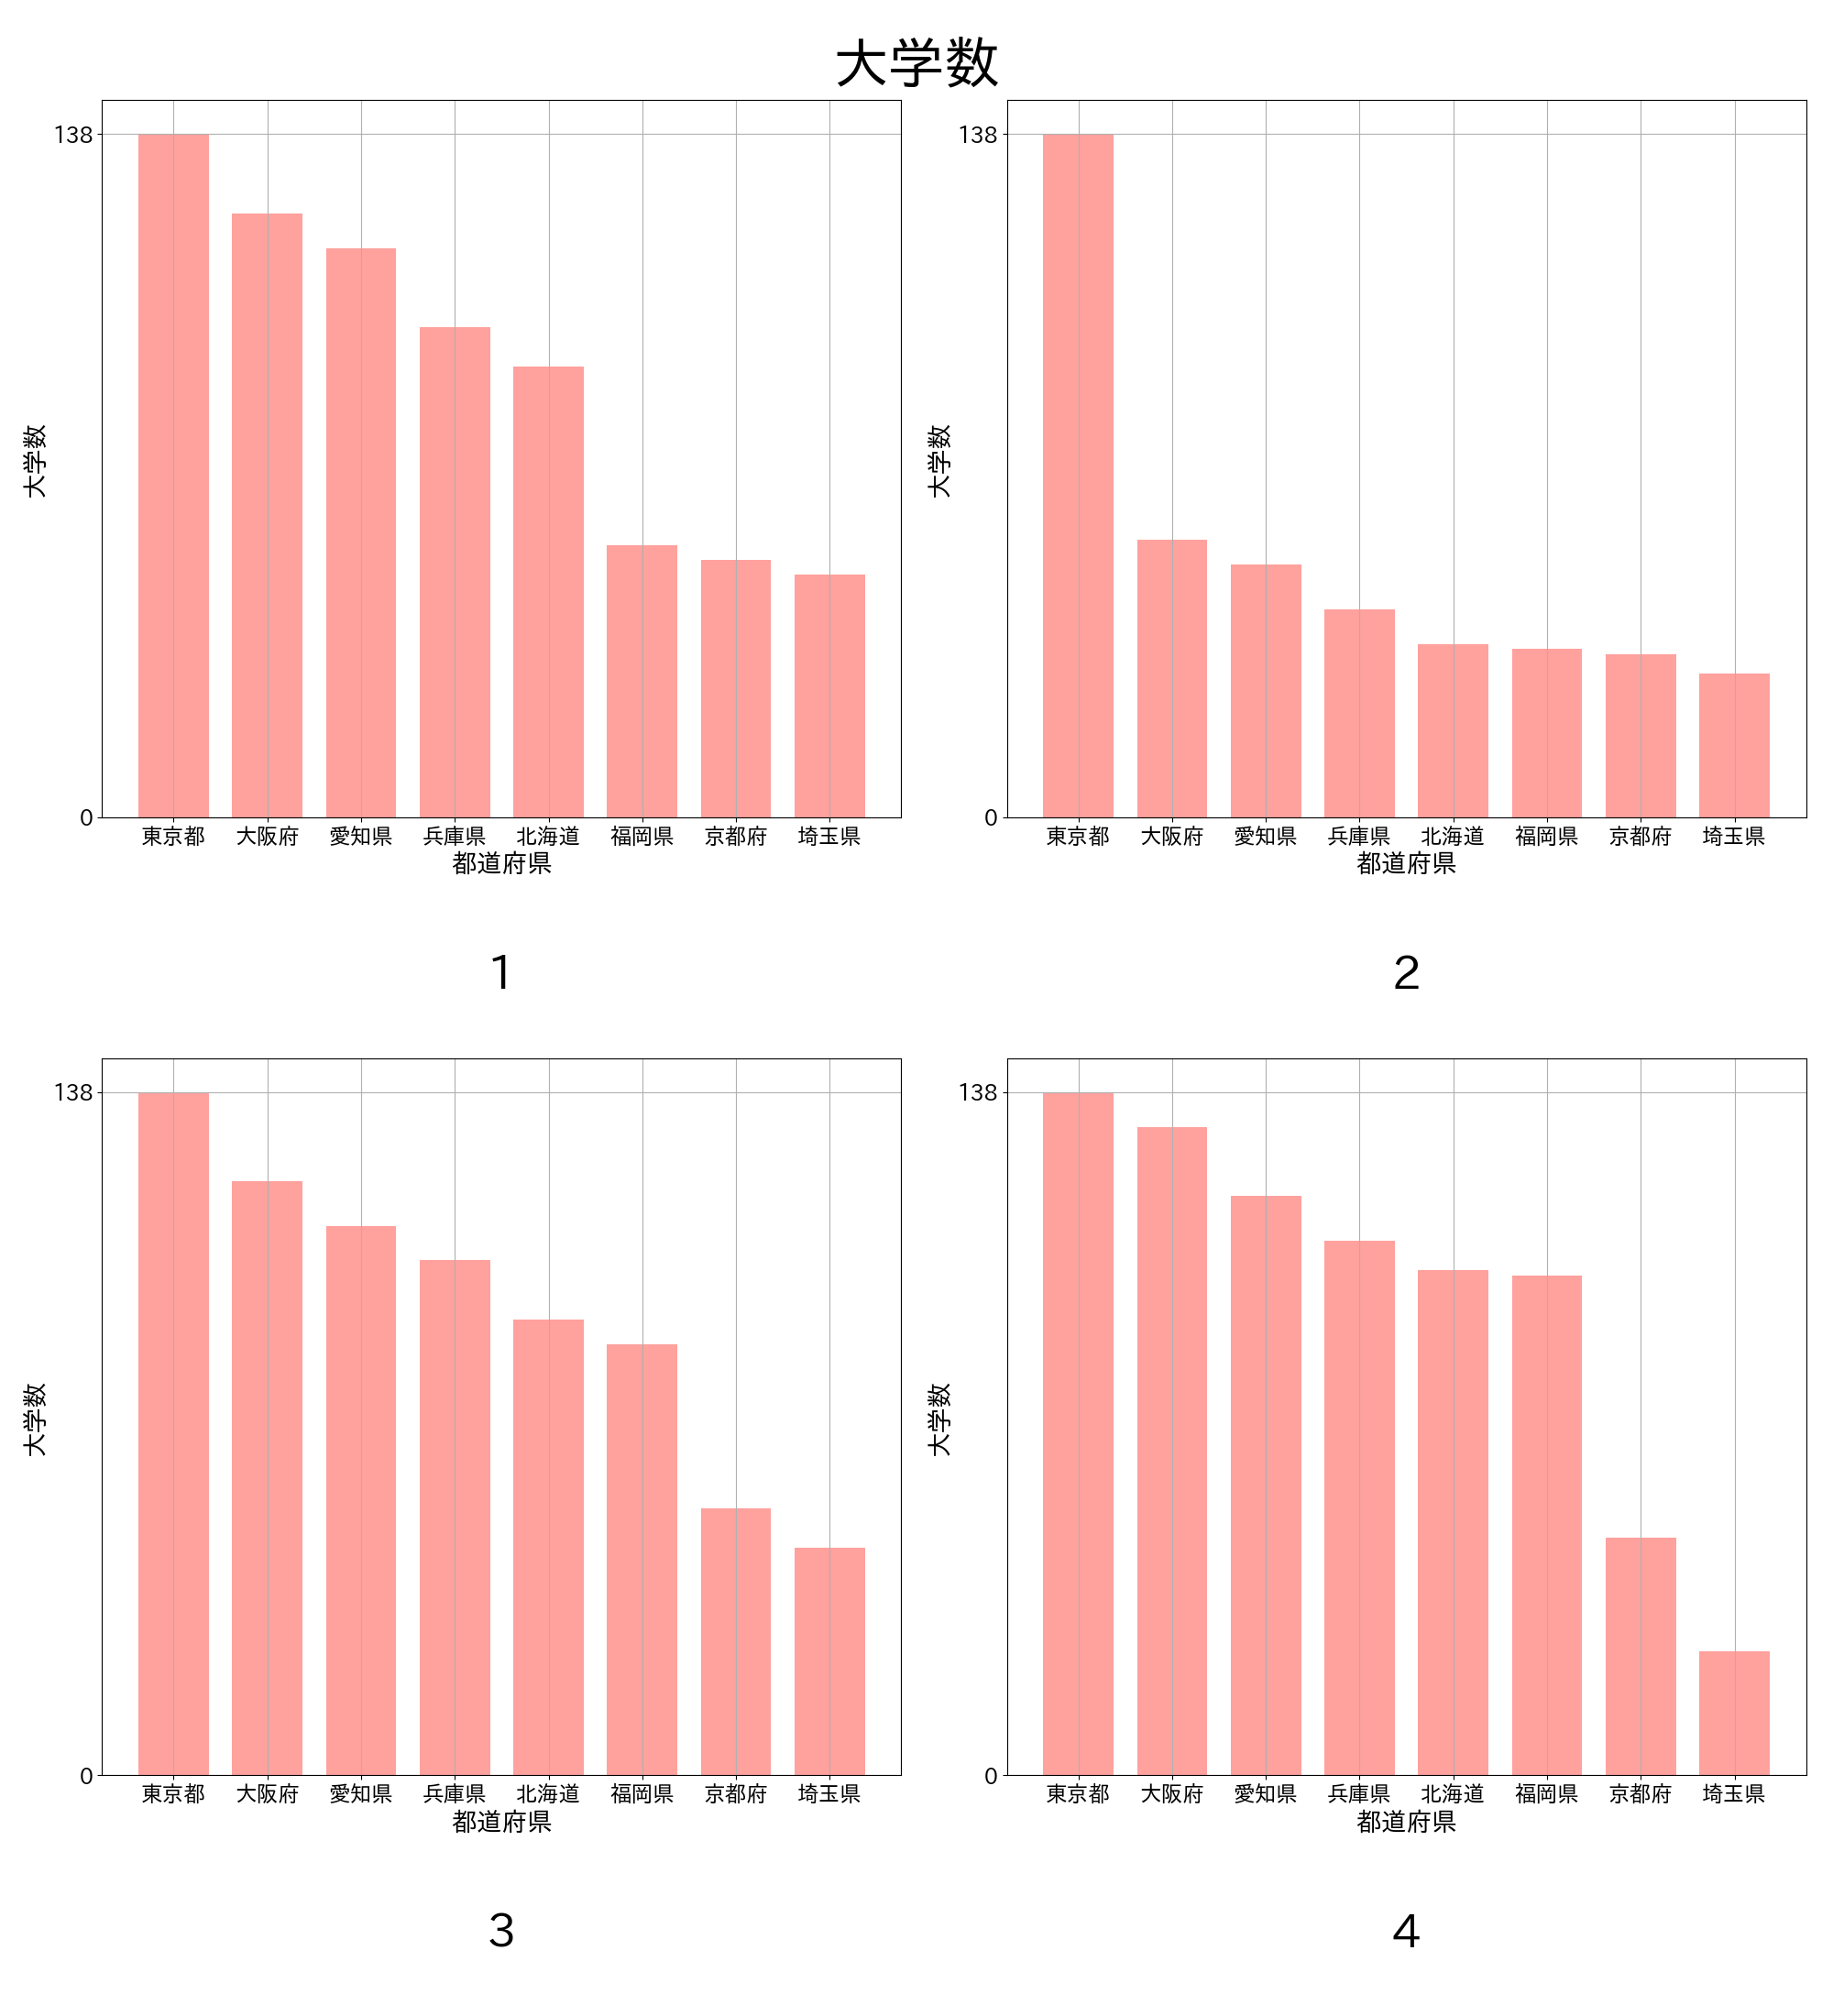 大学数
138
0
大学数
東京都 大阪府 愛知県 兵庫県 北海道 福岡県 京都府 埼玉県
都道府県
1
138
0
大学数
東京都 大阪府 愛知県 兵庫県 北海道 福岡県 京都府 埼玉県
都道府県
2
138
0
大学数
東京都 大阪府 愛知県 兵庫県 北海道 福岡県 京都府 埼玉県
都道府県
3
138
0
大学数
東京都 大阪府 愛知県 兵庫県 北海道 福岡県 京都府 埼玉県
都道府県
4